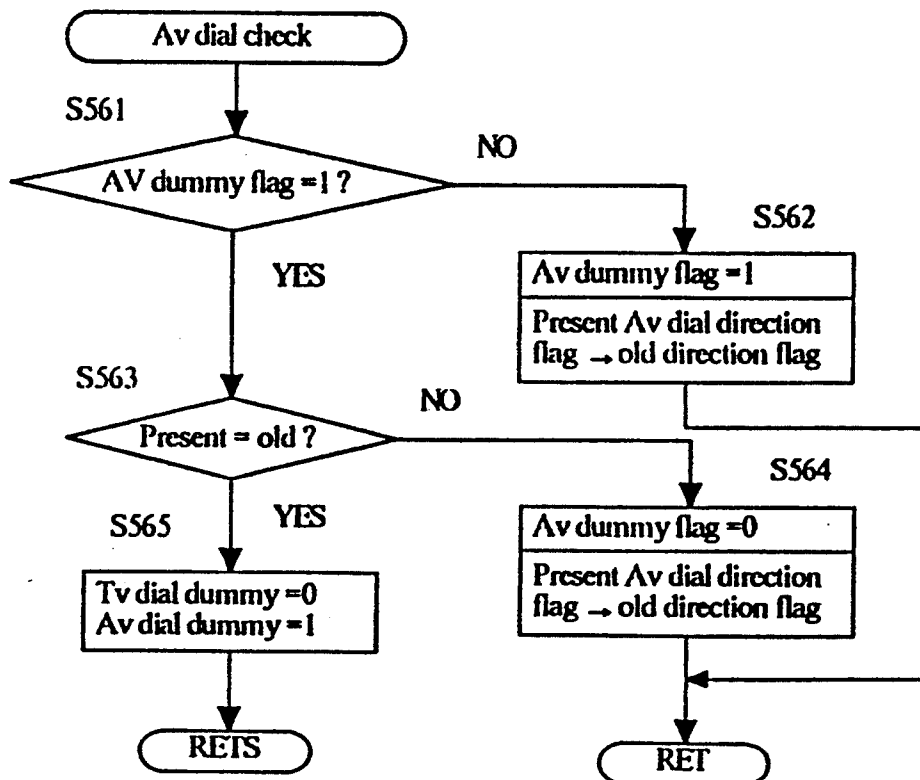 Av dial check
S561
AV dummy flag =1 ?
NO
S562
YES
Av dummy flag =1
Present Av dial direction
flag → old direction flag
S563
NO
Present = old ?
S564
S565
YES
Av dummy flag =0
Present Av dial direction
flag → old direction flag
Tv dial dummy =0
Av dial dummy =1
RETS
RET